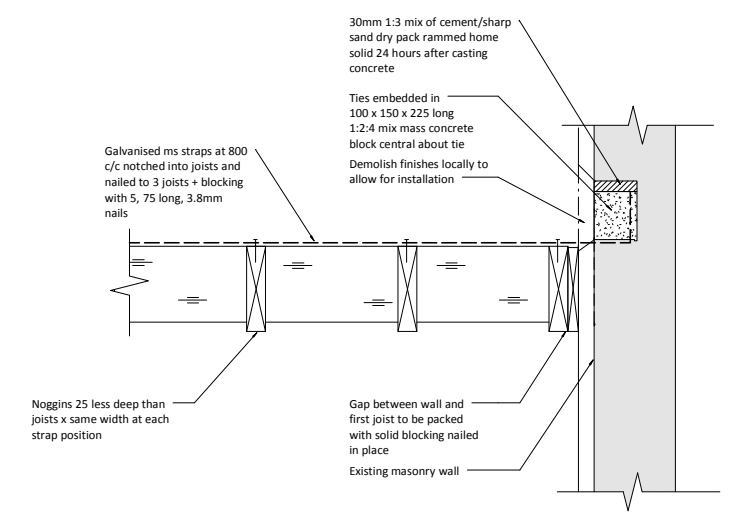 30mm 1:3 mix of cement/sharp
sand dry pack rammed home
solid 24 hours after casting
concrete
Ties embedded in
100 x 150 x 225 long
1:2:4 mix mass concrete
block central about tie
Demolish finishes locally to
allow for installation
Galvanised ms straps at 800
c/c notched into joists and
nailed to 3 joists + blocking
with 5, 75 long, 3.8mm
nails
Noggins 25 less deep than
joists x same width at each
strap position
Gap between wall and
first joist to be packed
with solid blocking nailed
in place
Existing masonry wall